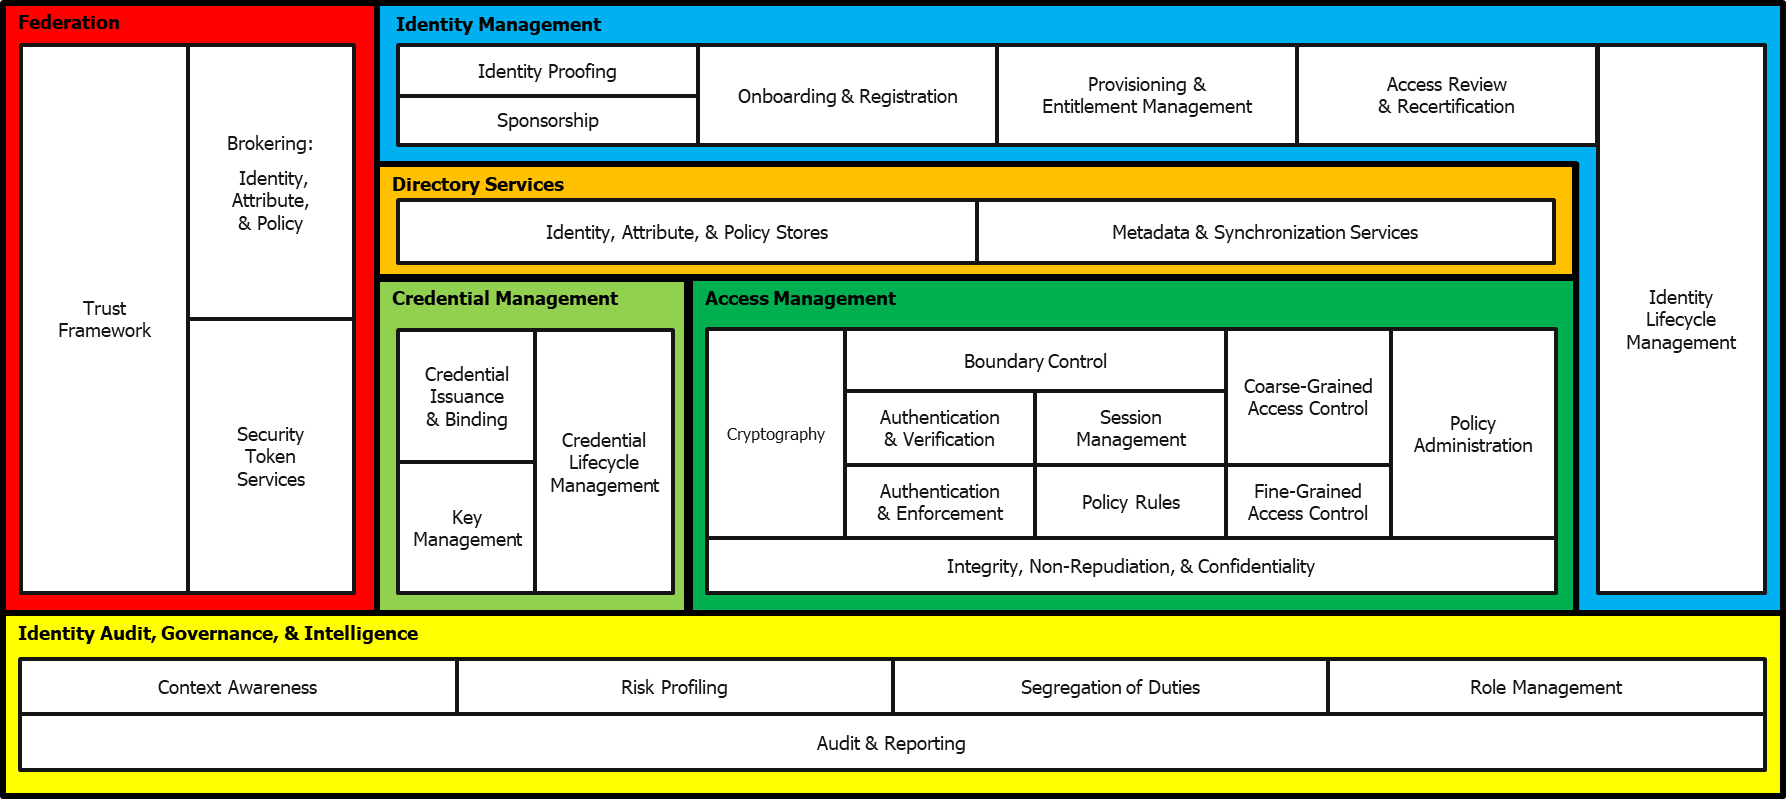 Federation
Trust
Framework
Brokering:
Identity,
Attribute,
& Policy
Security
Token
Services
Identity Management
Identity Proofing
Sponsorship
Onboarding & Registration
Provisioning &
Entitlement Management
Access Review
& Recertification
Identity
Lifecycle
Management
Directory Services
Identity, Attribute, & Policy Stores
Metadata & Synchronization Services
Credential Management
Credential
Issuance
& Binding
Key
Management
Credential
Lifecycle
Management
Access Management
Cryptography
Boundary Control
Authentication
& Verification
Session
Management
Authentication
& Enforcement
Policy Rules
Coarse-Grained
Access Control
Fine-Grained
Access Control
Policy
Administration
Integrity, Non-Repudiation, & Confidentiality
Identity Audit, Governance, & Intelligence
Context Awareness
Risk Profiling
Segregation of Duties
Role Management
Audit & Reporting